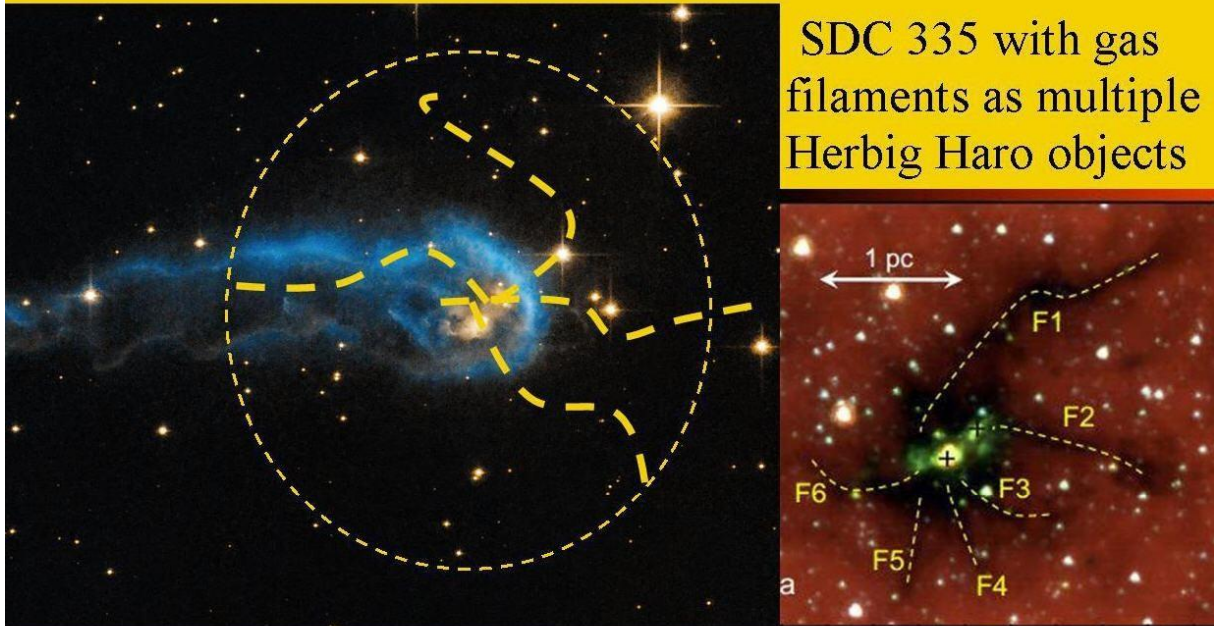 SDC 335 with gas
filaments as multiple
Herbig Haro objects
1 pc
F1
F2
F3
F6
F5
F4
a